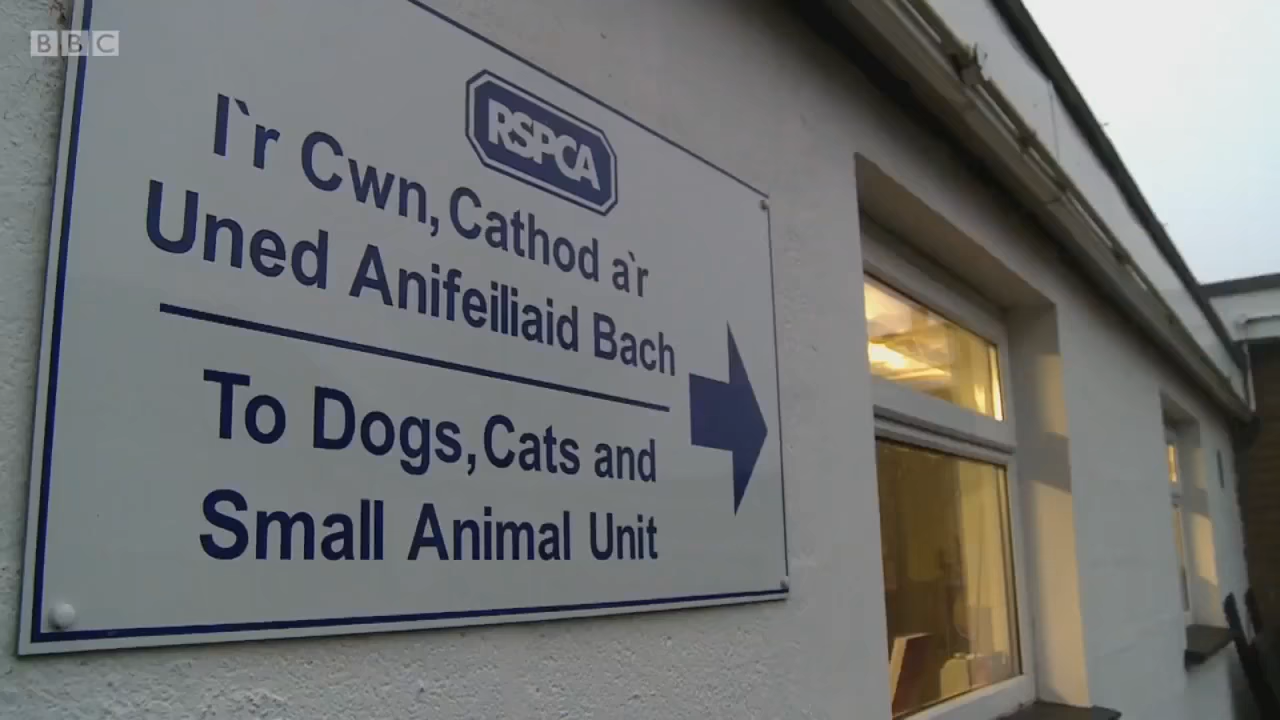 BBC
RSPCA
I`r Cwn, Cathod a`r
Uned Anifeiliaid Bach
To Dogs, Cats and
Small Animal Unit